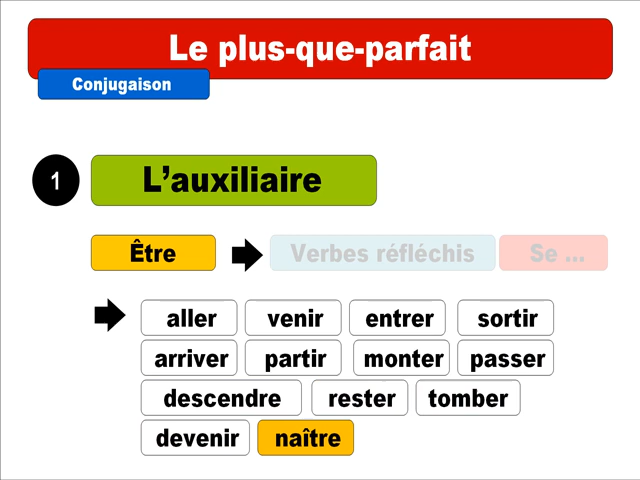 Le plus-que-parfait
Conjugaison
1 L’auxiliaire
Être Verbes réfléchis Se ...
aller venir entrer sortir
arriver partir monter passer
descendre rester tomber
devenir naître